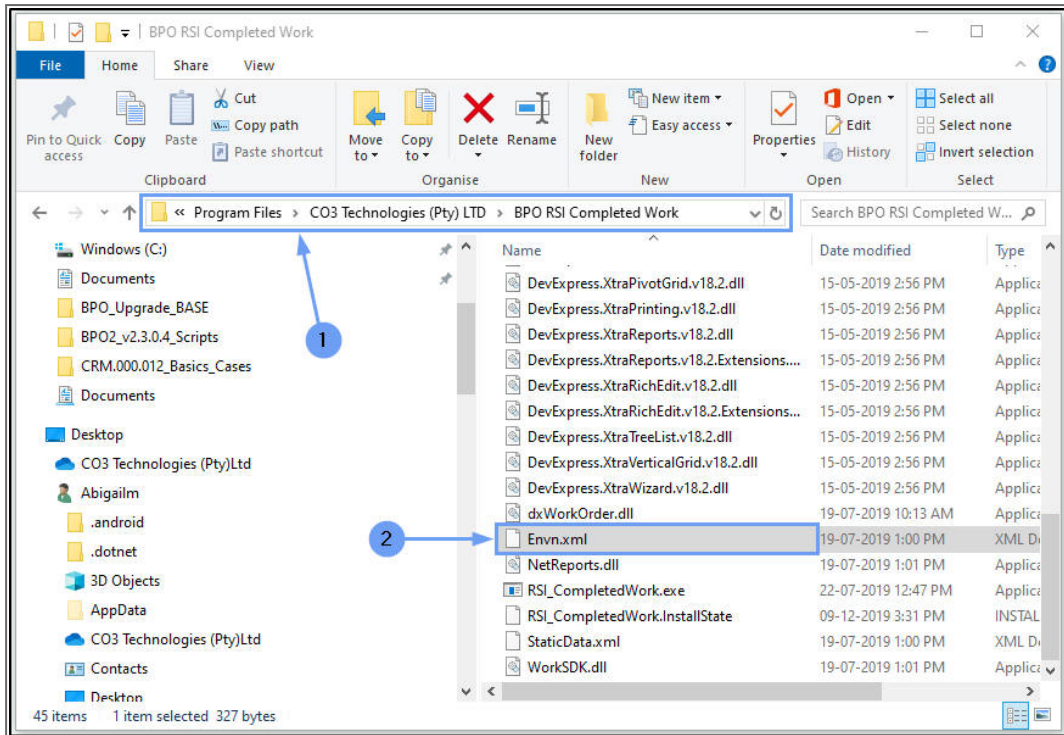 BPO RSI Completed Work
File Home Share View
Pin to Quick access
Copy
Paste
Cut
Copy path
Paste shortcut
Clipboard
Move to
Copy to
Delete
Rename
Organise
New folder
New item
Easy access
New
Properties
Open
Edit
History
Open
Select all
Select none
Invert selection
Select
« Program Files > CO3 Technologies (Pty) LTD > BPO RSI Completed Work
Search BPO RSI Completed W...
1
2
Windows (C:)
Documents
BPO_Upgrade_BASE
BPO2_v2.3.0.4_Scripts
CRM.000.012_Basics_Cases
Documents
Desktop
CO3 Technologies (Pty)Ltd
Abigailm
.android
.dotnet
3D Objects
AppData
CO3 Technologies (Pty)Ltd
Contacts
Desktop
Name Date modified Type
DevExpress.XtraPivotGrid.v18.2.dll 15-05-2019 2:56 PM Applica
DevExpress.XtraPrinting.v18.2.dll 15-05-2019 2:56 PM Applica
DevExpress.XtraReports.v18.2.dll 15-05-2019 2:56 PM Applica
DevExpress.XtraReports.v18.2.Extensions.... 15-05-2019 2:56 PM Applica
DevExpress.XtraRichEdit.v18.2.dll 15-05-2019 2:56 PM Applica
DevExpress.XtraRichEdit.v18.2.Extensions... 15-05-2019 2:56 PM Applica
DevExpress.XtraTreeList.v18.2.dll 15-05-2019 2:56 PM Applica
DevExpress.XtraVerticalGrid.v18.2.dll 15-05-2019 2:56 PM Applica
DevExpress.XtraWizard.v18.2.dll 15-05-2019 2:56 PM Applica
dxWorkOrder.dll 19-07-2019 10:13 AM Applica
Envn.xml 19-07-2019 1:00 PM XML D
NetReports.dll 19-07-2019 1:01 PM Applica
RSI_CompletedWork.exe 22-07-2019 12:47 PM Applica
RSI_CompletedWork.InstallState 09-12-2019 3:31 PM INSTAL
StaticData.xml 19-07-2019 1:00 PM XML D
WorkSDK.dll 19-07-2019 1:01 PM Applica
45 items 1 item selected 327 bytes